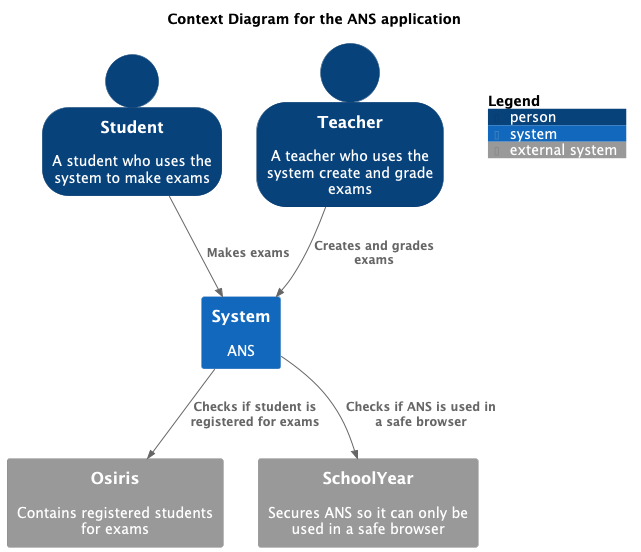 Context Diagram for the ANS application
Student
A student who uses the
system to make exams
Teacher
A teacher who uses the
system create and grade
exams
Legend
person
system
external system
Makes exams
Creates and grades
exams
System
ANS
Checks if student is
registered for exams
Checks if ANS is used in
a safe browser
Osiris
Contains registered students
for exams
SchoolYear
Secures ANS so it can only be
used in a safe browser